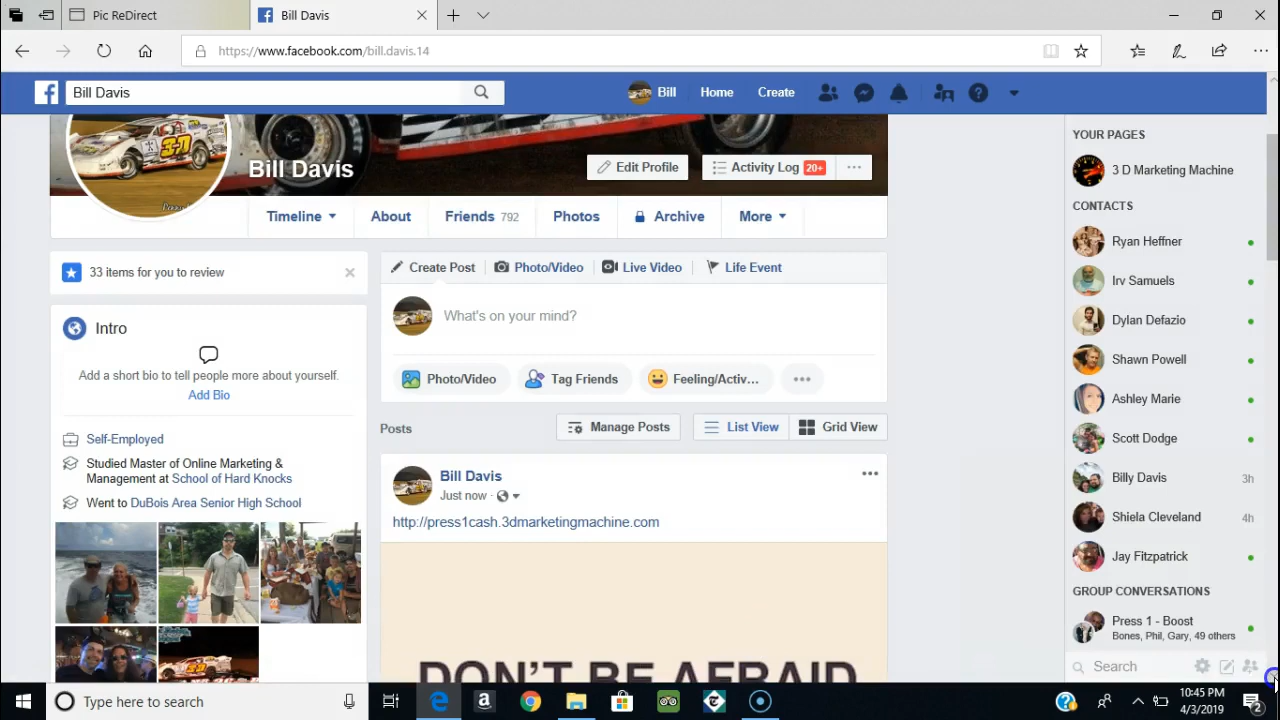 Pic ReDirect
Bill Davis
https://www.facebook.com/bill.davis.14
Bill Davis
Bill
Home
Create
3-D
Bill Davis
Edit Profile
Activity Log 20+
Timeline
About
Friends 792
Photos
Archive
More
33 items for you to review
Intro
Add a short bio to tell people more about yourself.
Add Bio
Self-Employed
Studied Master of Online Marketing &
Management at School of Hard Knocks
Went to DuBois Area Senior High School
Create Post
Photo/Video
Live Video
Life Event
What's on your mind?
Photo/Video
Tag Friends
Feeling/Activ...
Posts
Manage Posts
List View
Grid View
Bill Davis
Just now
http://press1cash.3dmarketingmachine.com
DON'T BE AFRAID
YOUR PAGES
3 D Marketing Machine
CONTACTS
Ryan Heffner
Irv Samuels
Dylan Defazio
Shawn Powell
Ashley Marie
Scott Dodge
Billy Davis 3h
Shiela Cleveland 4h
Jay Fitzpatrick
GROUP CONVERSATIONS
Press 1 - Boost
Bones, Phil, Gary, 49 others
Search
Type here to search
10:45 PM
4/3/2019
2